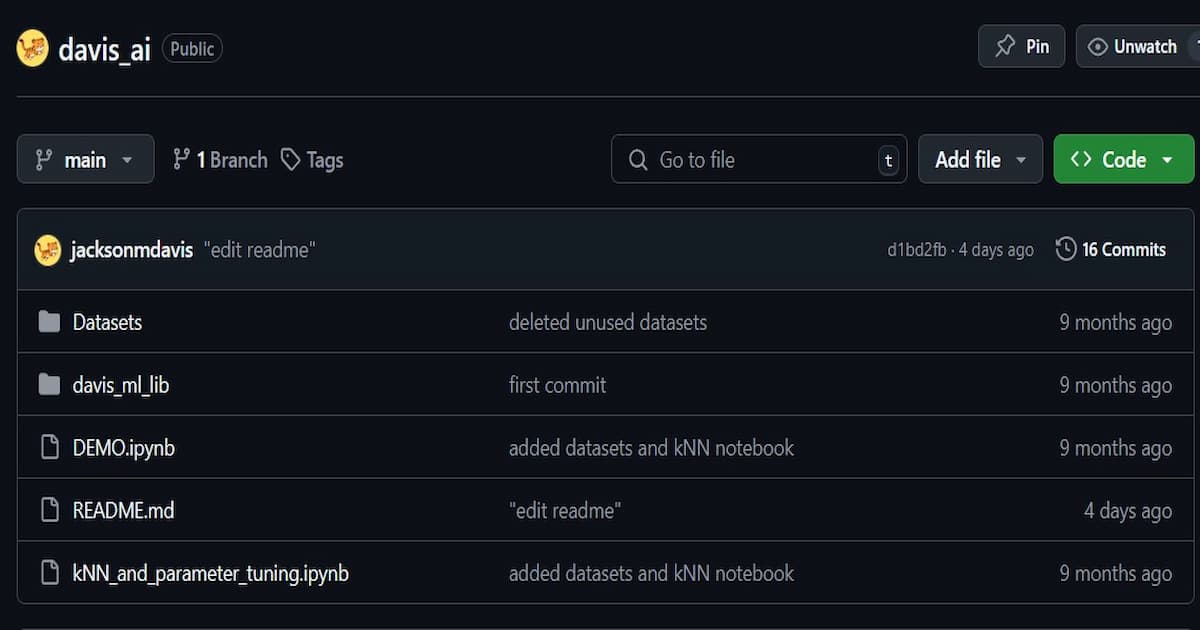 davis_ai Public Pin Unwatch
main 1 Branch Tags Go to file t Add file Code
jacksonmdavis "edit readme" d1bd2fb · 4 days ago 16 Commits
Datasets deleted unused datasets 9 months ago
davis_ml_lib first commit 9 months ago
DEMO.ipynb added datasets and kNN notebook 9 months ago
README.md "edit readme" 4 days ago
kNN_and_parameter_tuning.ipynb added datasets and kNN notebook 9 months ago